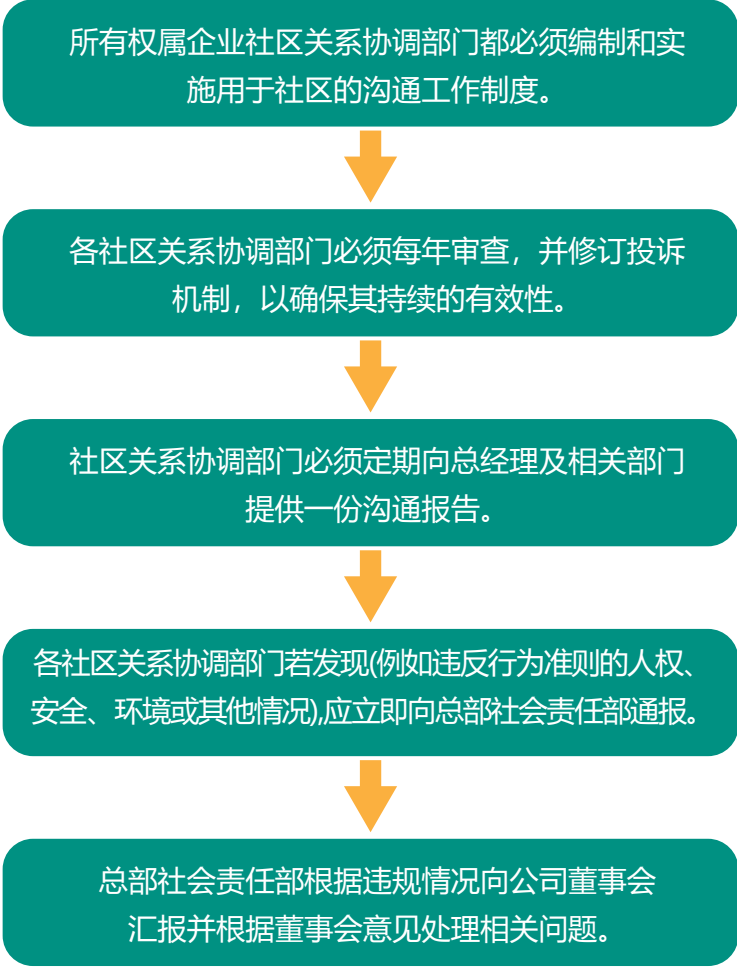 所有权属企业社区关系协调部门都必须编制和实
施用于社区的沟通工作制度。
各社区关系协调部门必须每年审查，并修订投诉
机制，以确保其持续的有效性。
社区关系协调部门必须定期向总经理及相关部门
提供一份沟通报告。
各社区关系协调部门若发现(例如违反行为准则的人权、
安全、环境或其他情况),应立即向总部社会责任部通报。
总部社会责任部根据违规情况向公司董事会
汇报并根据董事会意见处理相关问题。